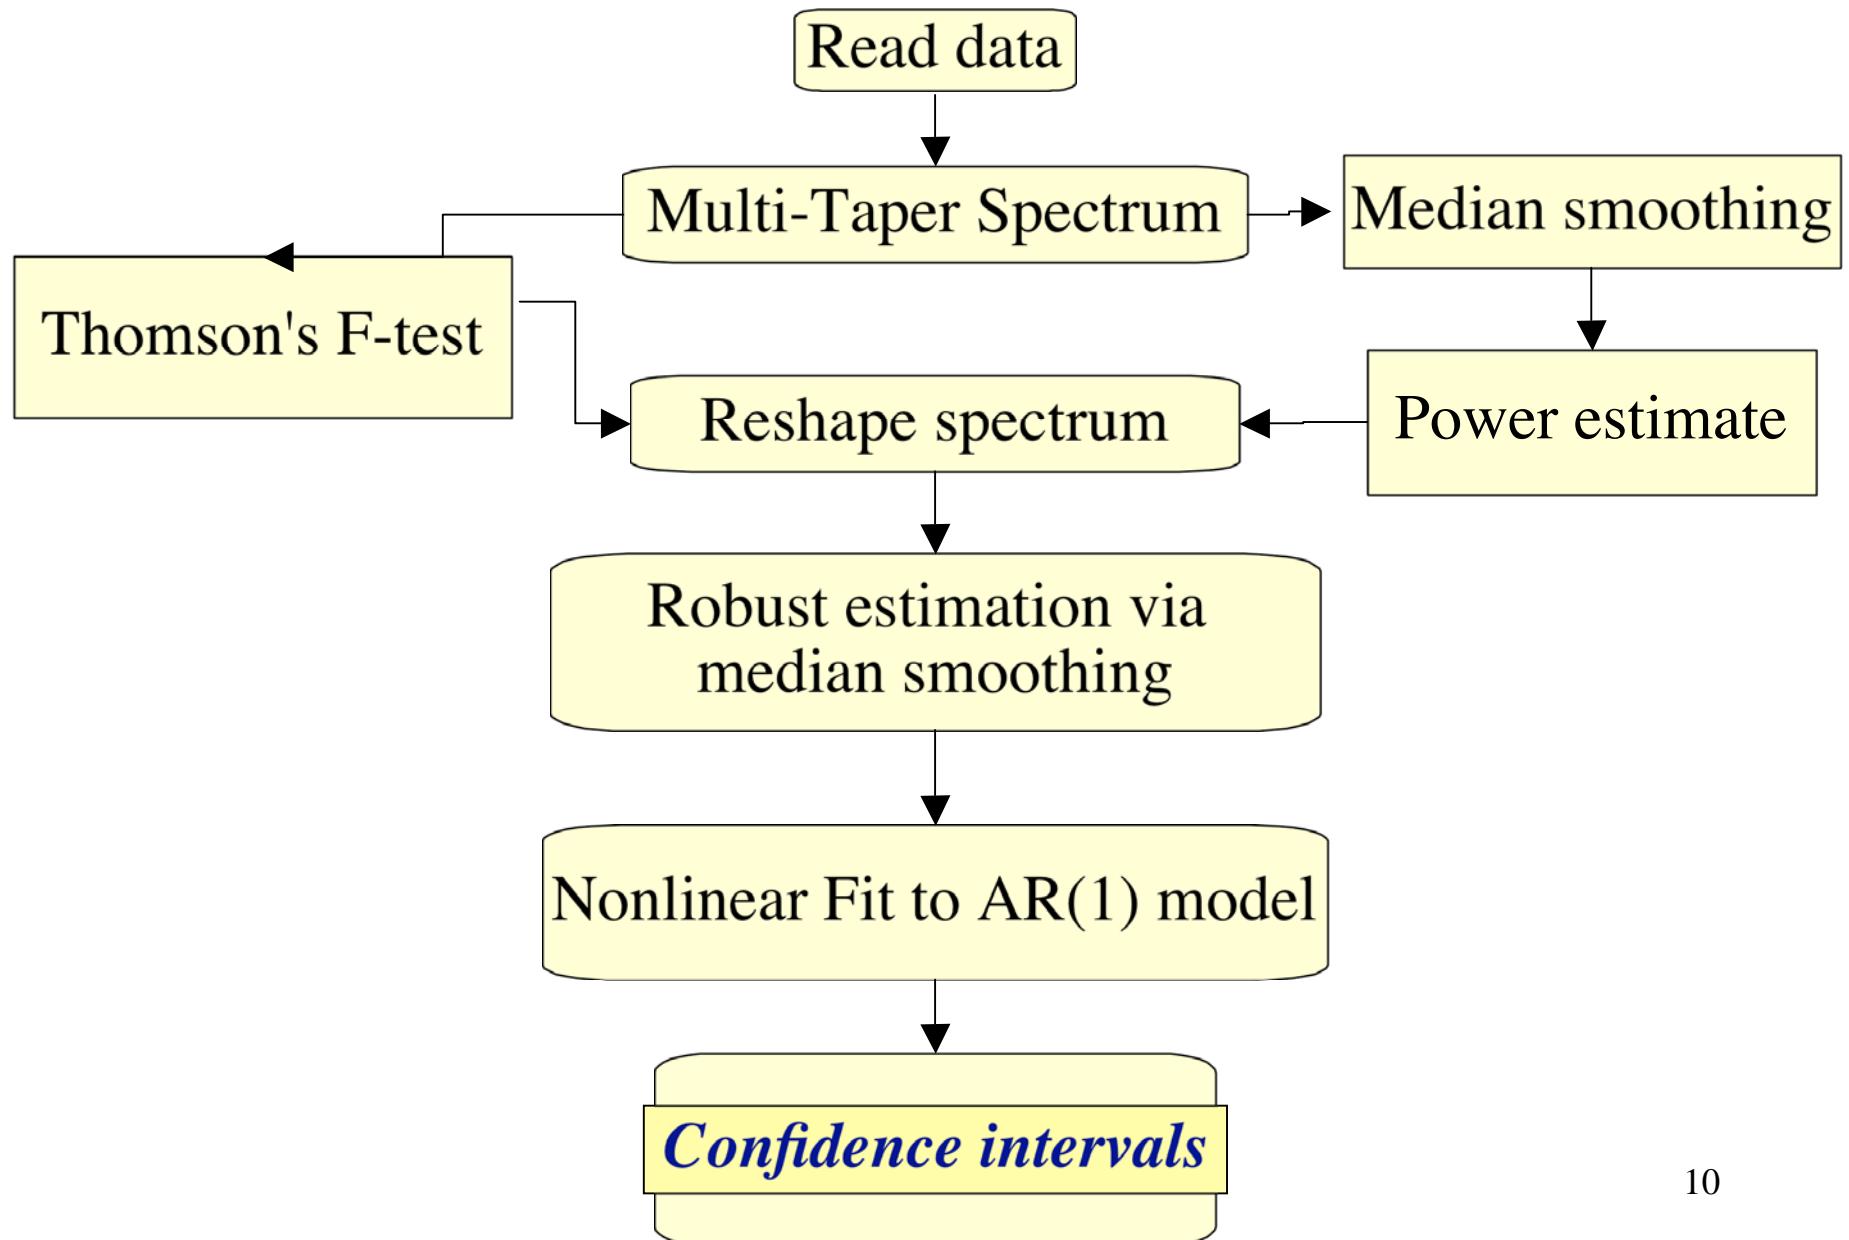 Read data
Multi-Taper Spectrum
Median smoothing
Thomson's F-test
Reshape spectrum
Power estimate
Robust estimation via
median smoothing
Nonlinear Fit to AR(1) model
Confidence intervals
10